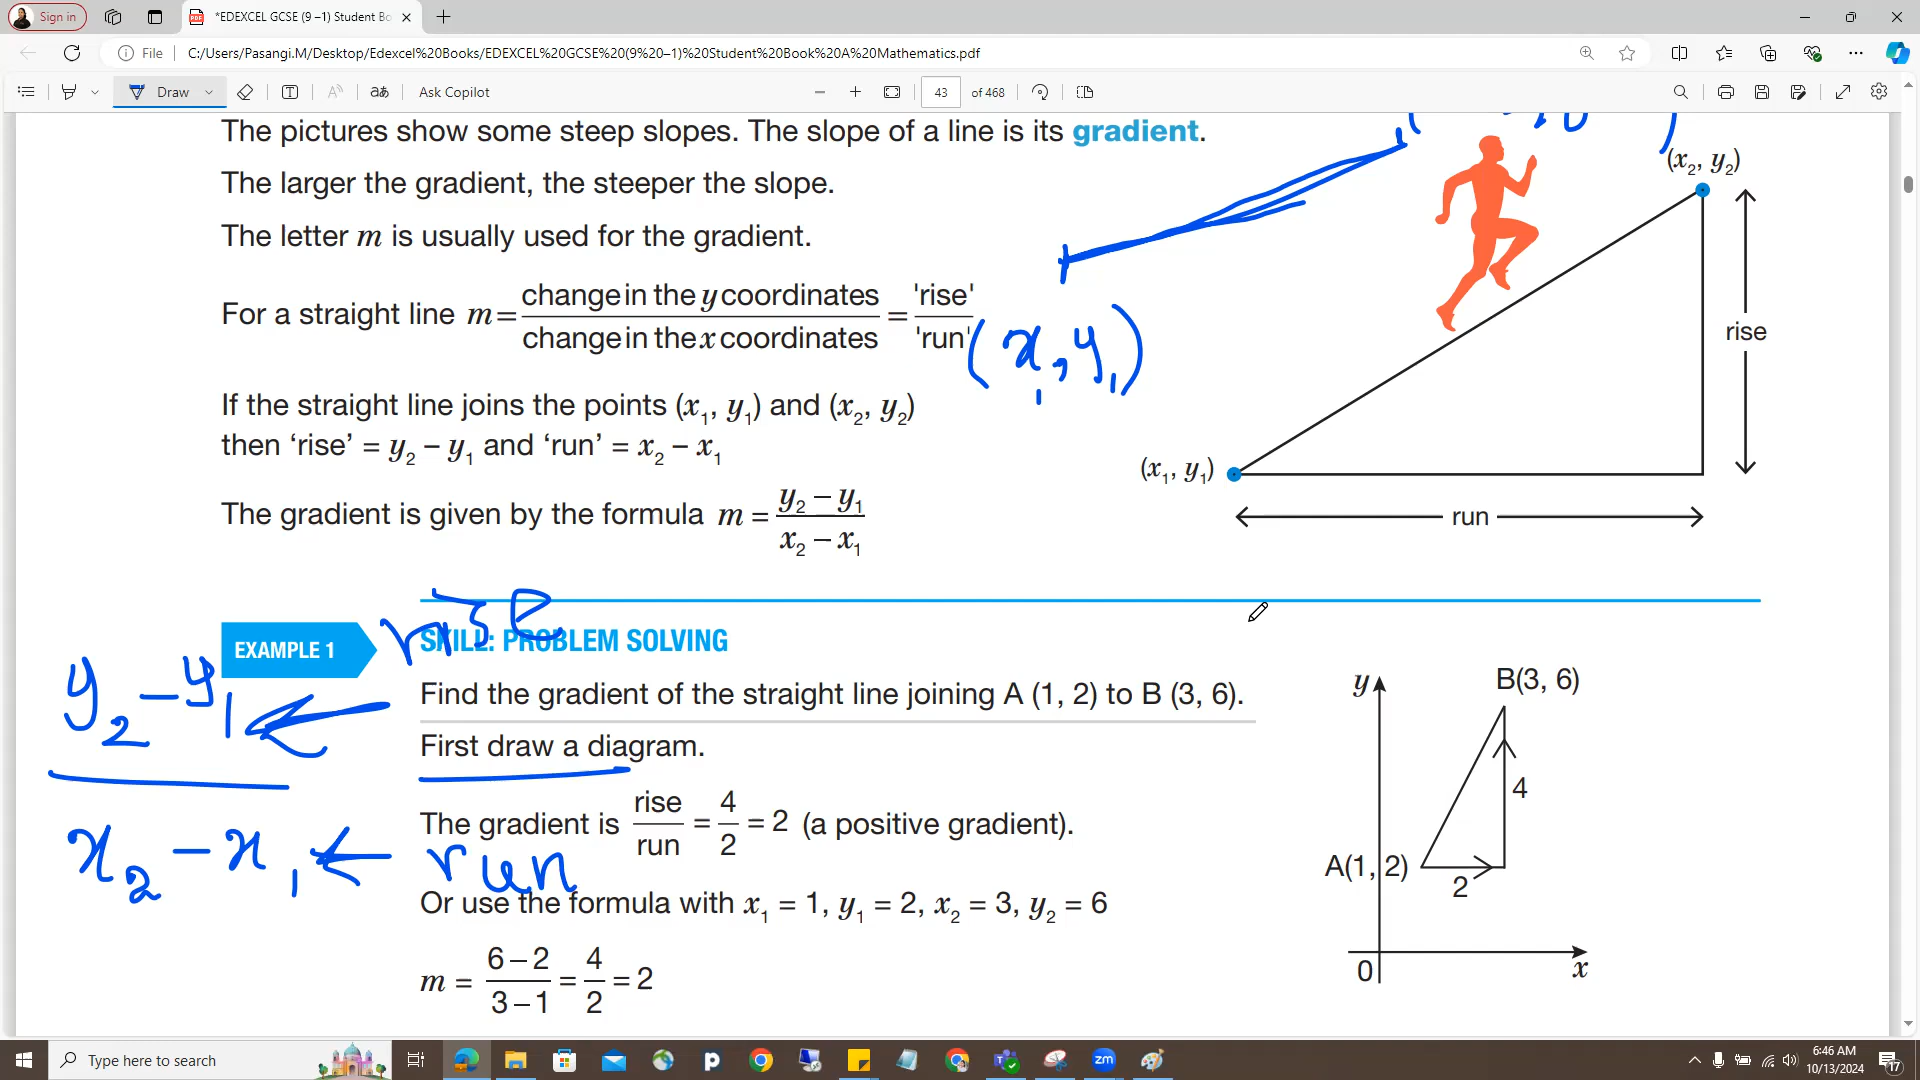 Sign in
*EDEXCEL GCSE (9 –1) Student Bo
File
C:/Users/Pasangi.M/Desktop/Edexcel%20Books/EDEXCEL%20GCSE%20(9%20–1)%20Student%20Book%20A%20Mathematics.pdf
Draw
Ask Copilot
43 of 468
The pictures show some steep slopes. The slope of a line is its gradient.
(x₂, y₂)
The larger the gradient, the steeper the slope.
The letter m is usually used for the gradient.
For a straight line m = change in the y coordinates / change in the x coordinates = 'rise' / 'run'
(x₁, y₁)
rise
If the straight line joins the points (x₁, y₁) and (x₂, y₂)
then ‘rise’ = y₂ – y₁ and ‘run’ = x₂ – x₁
(x₁, y₁)
run
The gradient is given by the formula m = y₂ – y₁ / x₂ – x₁
rise
EXAMPLE 1
SKILL: PROBLEM SOLVING
y₂ – y₁
Find the gradient of the straight line joining A (1, 2) to B (3, 6).
First draw a diagram.
The gradient is rise / run = 4 / 2 = 2 (a positive gradient).
x₂ – x₁
run
Or use the formula with x₁ = 1, y₁ = 2, x₂ = 3, y₂ = 6
m = 6 – 2 / 3 – 1 = 4 / 2 = 2
y
B(3, 6)
4
A(1, 2)
2
0
x
Type here to search
6:46 AM
10/13/2024
17